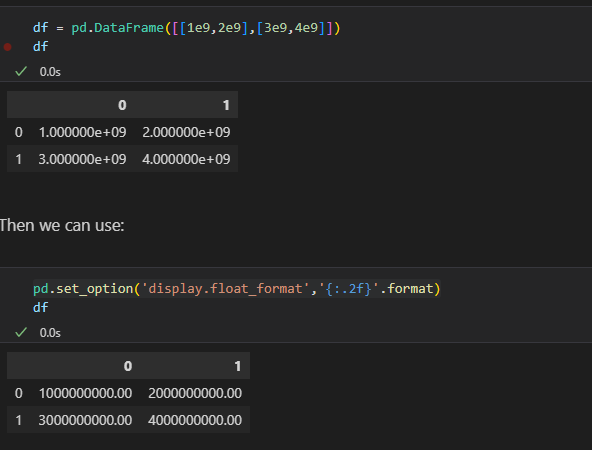 df = pd.DataFrame([[1e9,2e9],[3e9,4e9]])
df
0.0s
0 1
0 1.000000e+09 2.000000e+09
1 3.000000e+09 4.000000e+09
Then we can use:
pd.set_option('display.float_format','{:.2f}'.format)
df
0.0s
0 1
0 1000000000.00 2000000000.00
1 3000000000.00 4000000000.00